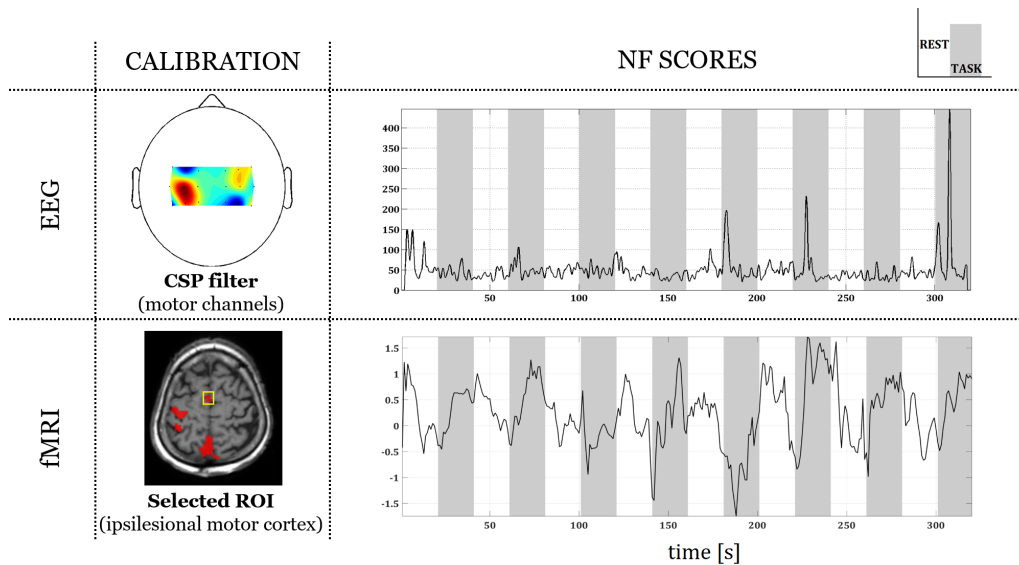 CALIBRATION
NF SCORES
REST
TASK
EEG
CSP filter
(motor channels)
400
350
300
250
200
150
100
50
0
50
100
150
200
250
300
fMRI
Selected ROI
(ipsilesional motor cortex)
1.5
1
0.5
0
-0.5
-1
-1.5
50
100
150
200
250
300
time [s]